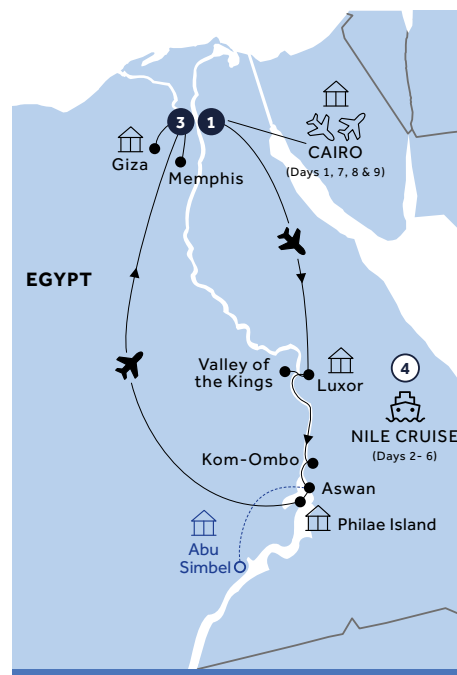 3
1
CAIRO
(Days 1, 7, 8 & 9)
Giza
Memphis
EGYPT
Valley of
the Kings
Luxor
4
NILE CRUISE
(Days 2- 6)
Kom-Ombo
Aswan
Philae Island
Abu
Simbel